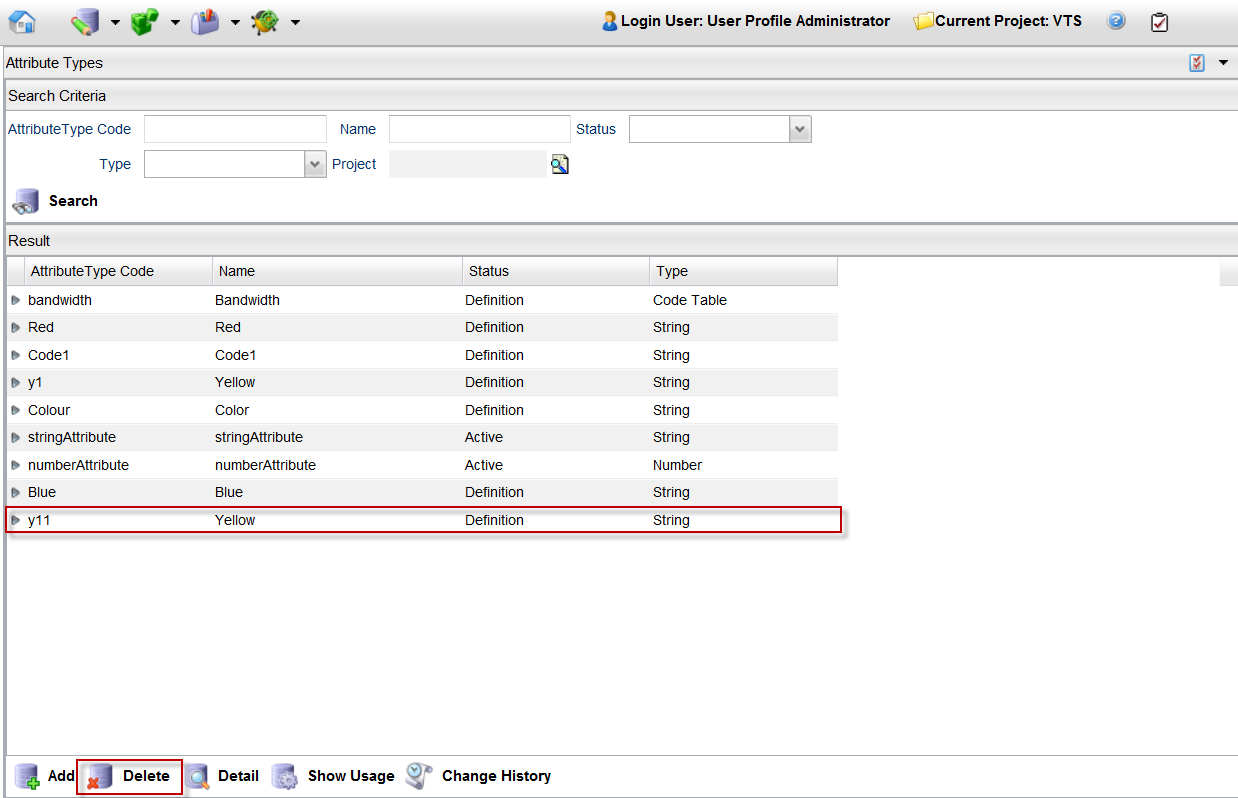 Login User: User Profile Administrator Current Project: VTS
Attribute Types
Search Criteria
AttributeType Code Name Status
Type Project
Search
Result
AttributeType Code Name Status Type
bandwidth Bandwidth Definition Code Table
Red Red Definition String
Code1 Code1 Definition String
y1 Yellow Definition String
Colour Color Definition String
stringAttribute stringAttribute Active String
numberAttribute numberAttribute Active Number
Blue Blue Definition String
y11 Yellow Definition String
Add Delete Detail Show Usage Change History